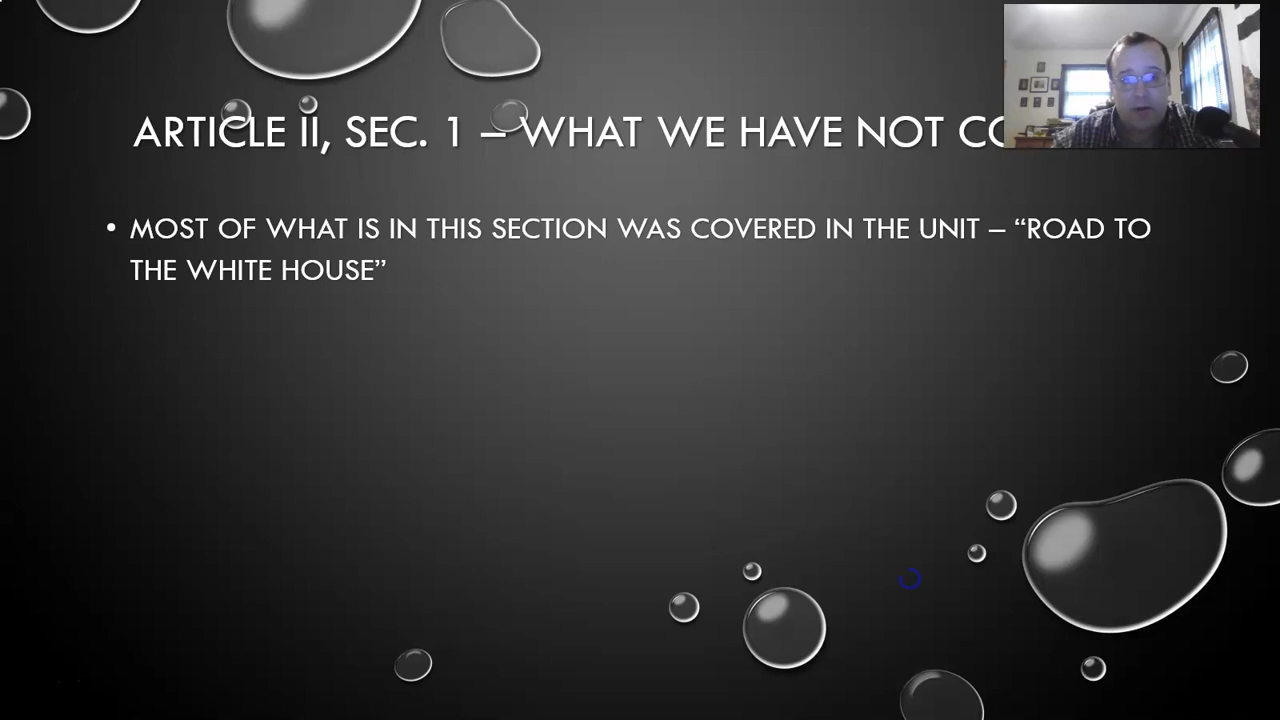 ARTICLE II, SEC. 1 – WHAT WE HAVE NOT
• MOST OF WHAT IS IN THIS SECTION WAS COVERED IN THE UNIT – “ROAD TO
THE WHITE HOUSE”